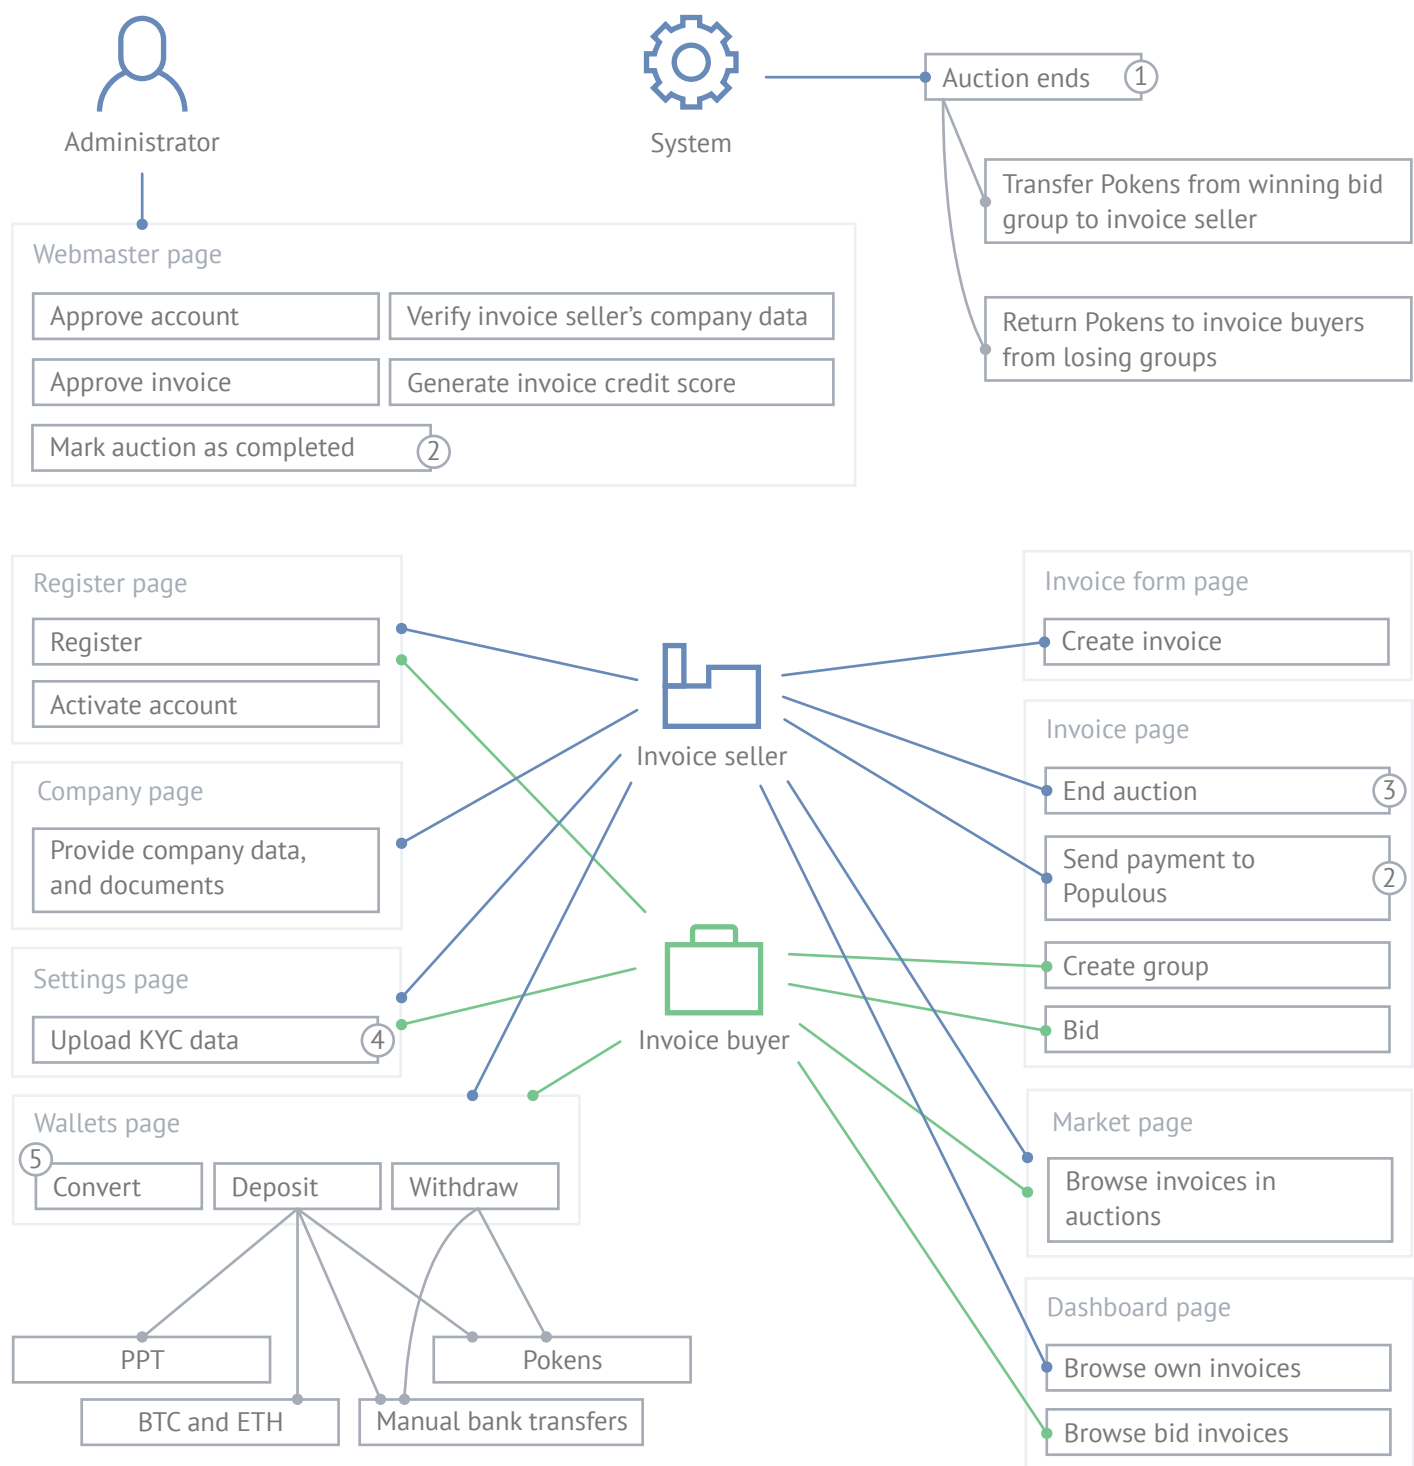 Administrator
System
Auction ends
1
Transfer Pokens from winning bid
group to invoice seller
Return Pokens to invoice buyers
from losing groups
Webmaster page
Approve account
Verify invoice seller’s company data
Approve invoice
Generate invoice credit score
Mark auction as completed
2
Register page
Register
Activate account
Company page
Provide company data,
and documents
Settings page
Upload KYC data
4
Wallets page
5
Convert
Deposit
Withdraw
PPT
Pokens
BTC and ETH
Manual bank transfers
Invoice seller
Invoice buyer
Invoice form page
Create invoice
Invoice page
End auction
3
Send payment to
Populous
2
Create group
Bid
Market page
Browse invoices in
auctions
Dashboard page
Browse own invoices
Browse bid invoices